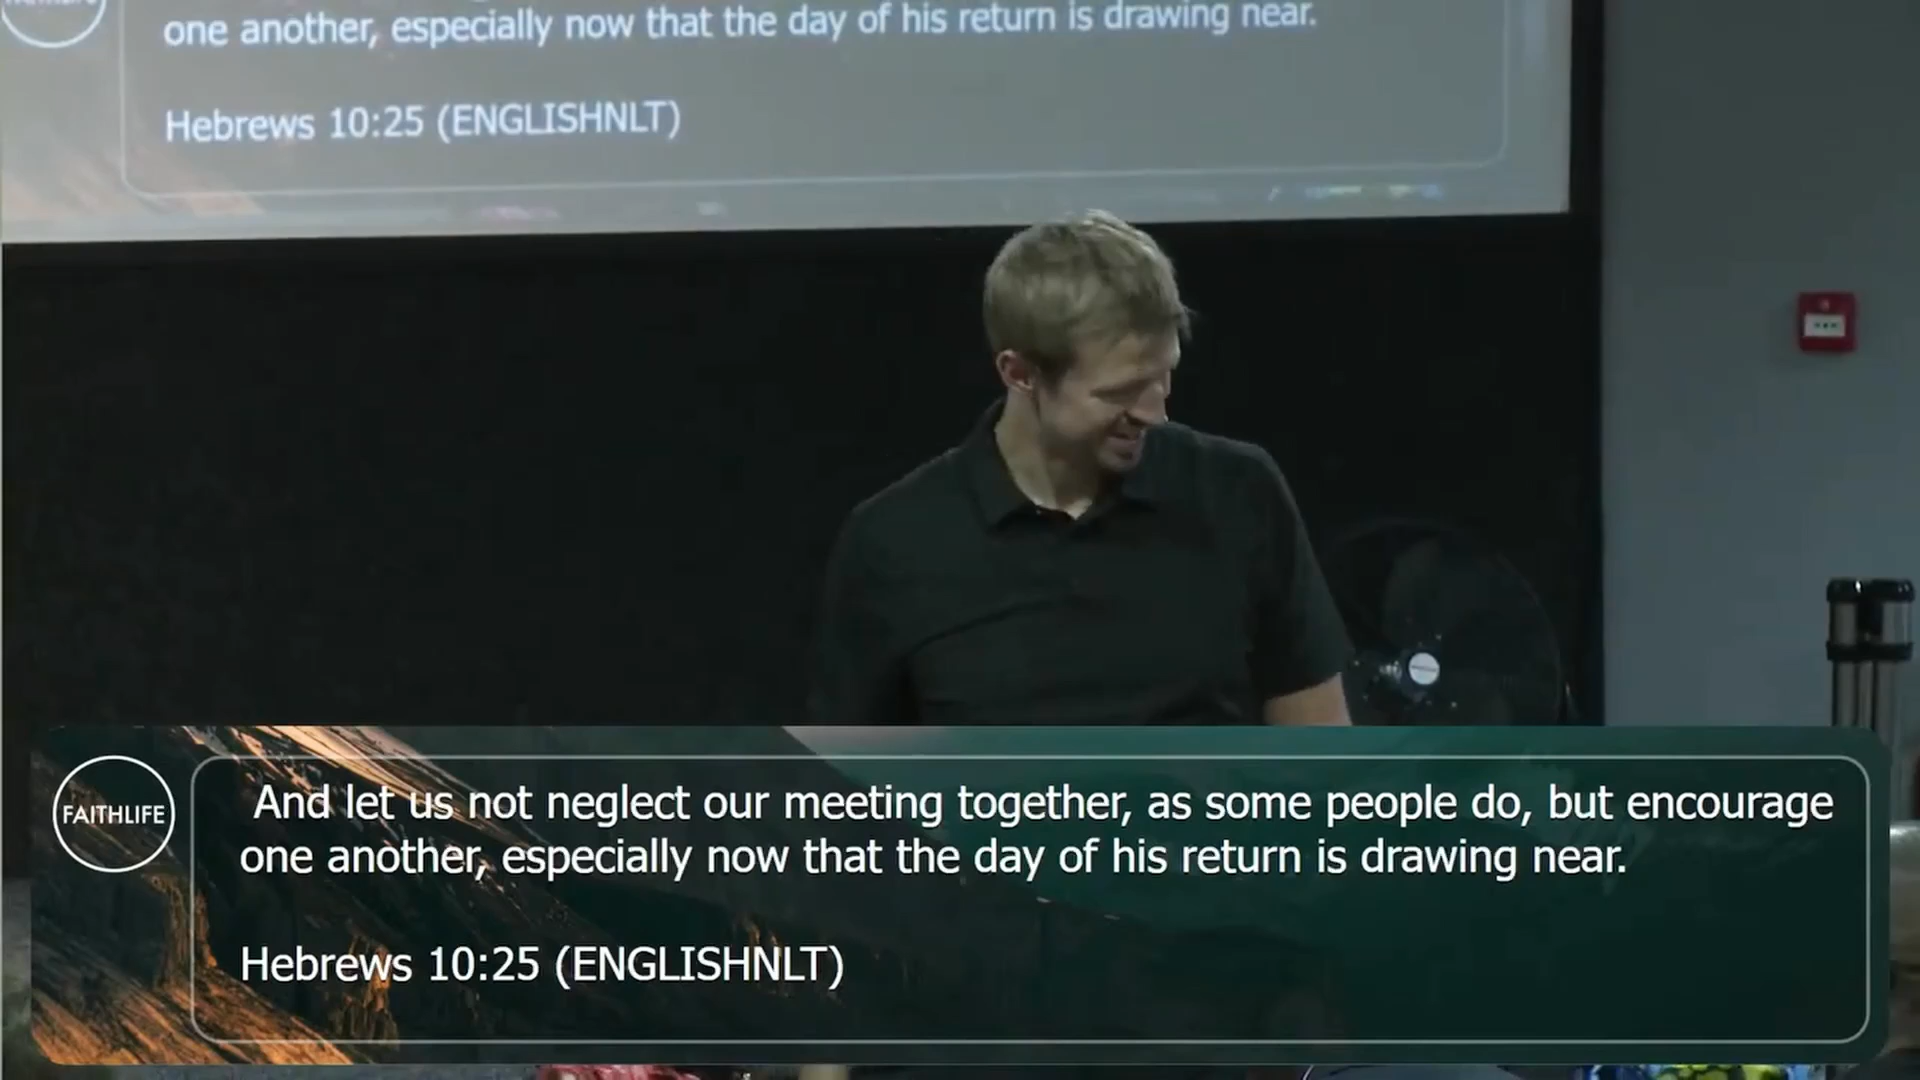 one another, especially now that the day of his return is drawing near.
Hebrews 10:25 (ENGLISHNLT)
FAITHLIFE
And let us not neglect our meeting together, as some people do, but encourage
one another, especially now that the day of his return is drawing near.
Hebrews 10:25 (ENGLISHNLT)